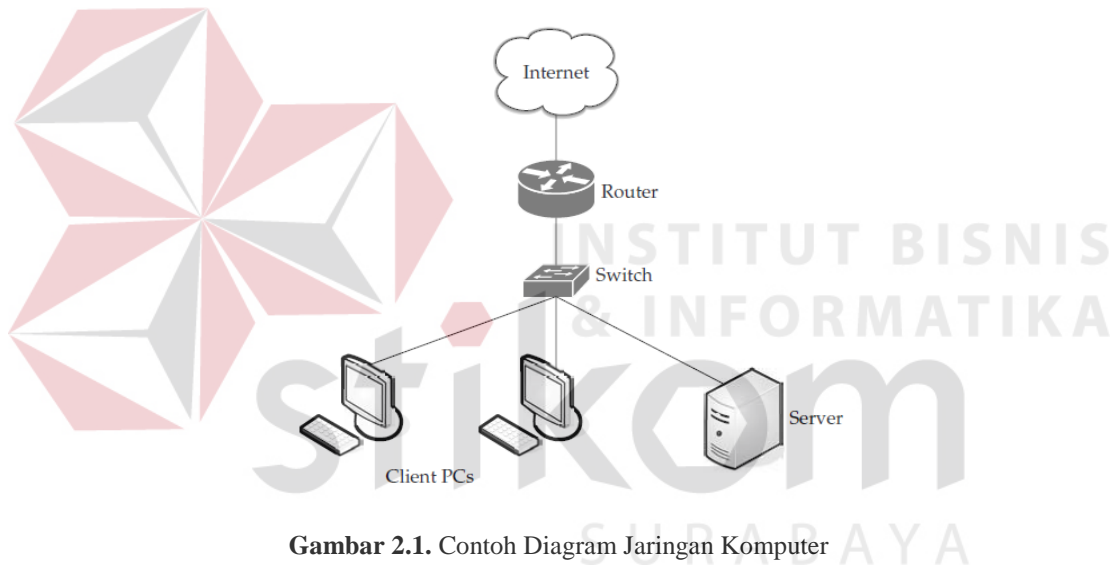 Internet
Router
INSTITUT BISNIS
Switch
& INFORMATIKA
stikom
Server
Client PCs
SURABAYA
Gambar 2.1. Contoh Diagram Jaringan Komputer